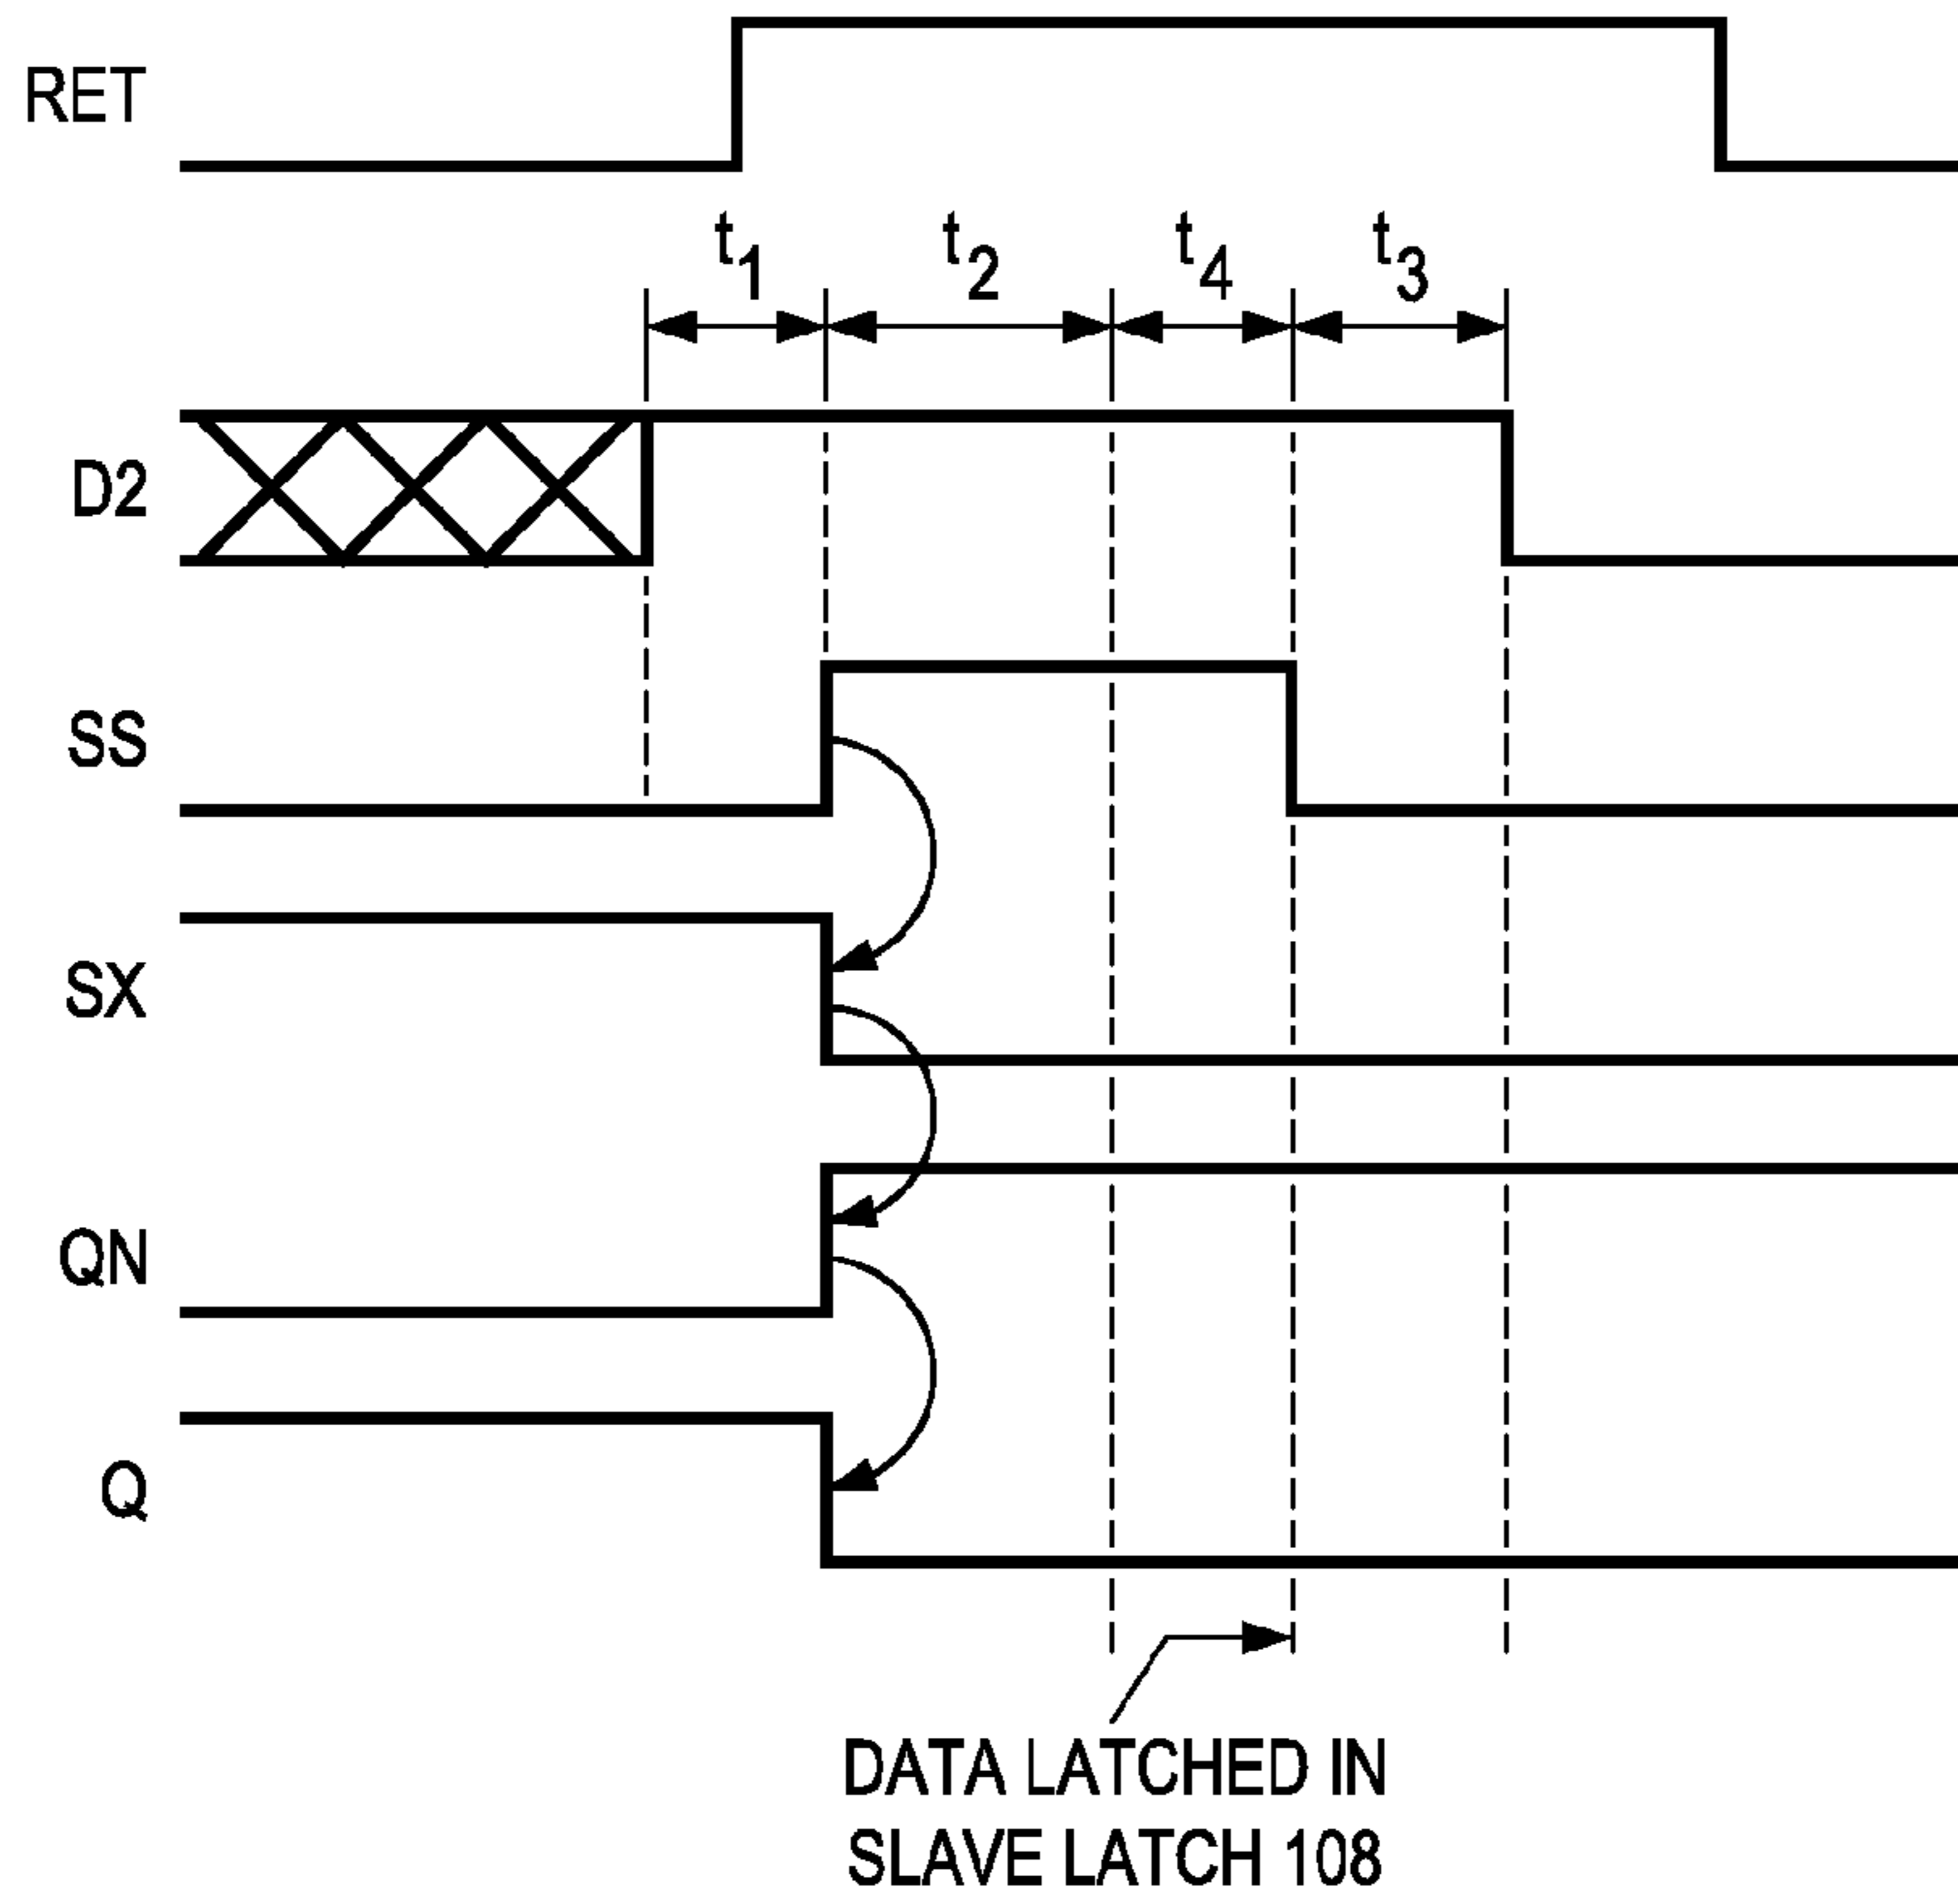 RET
t1 t2 t4 t3
D2
SS
SX
QN
Q
DATA LATCHED IN
SLAVE LATCH 108